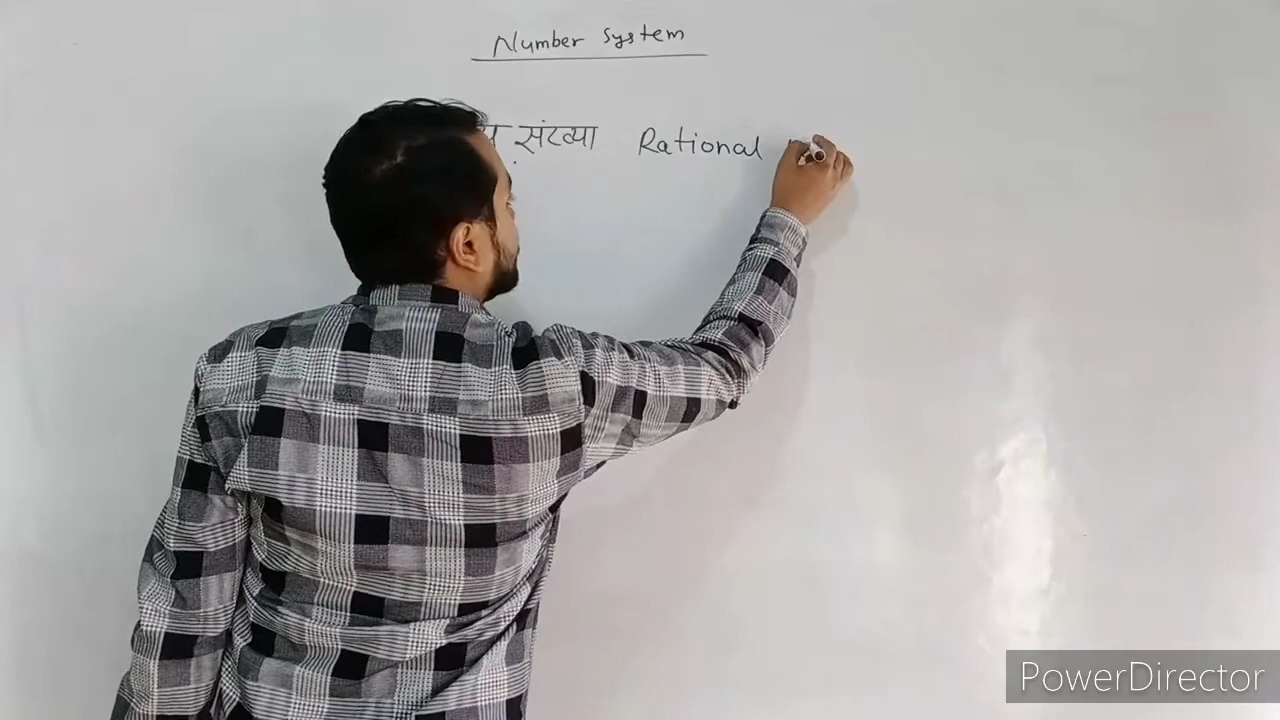 Number System
संख्या Rational
PowerDirector